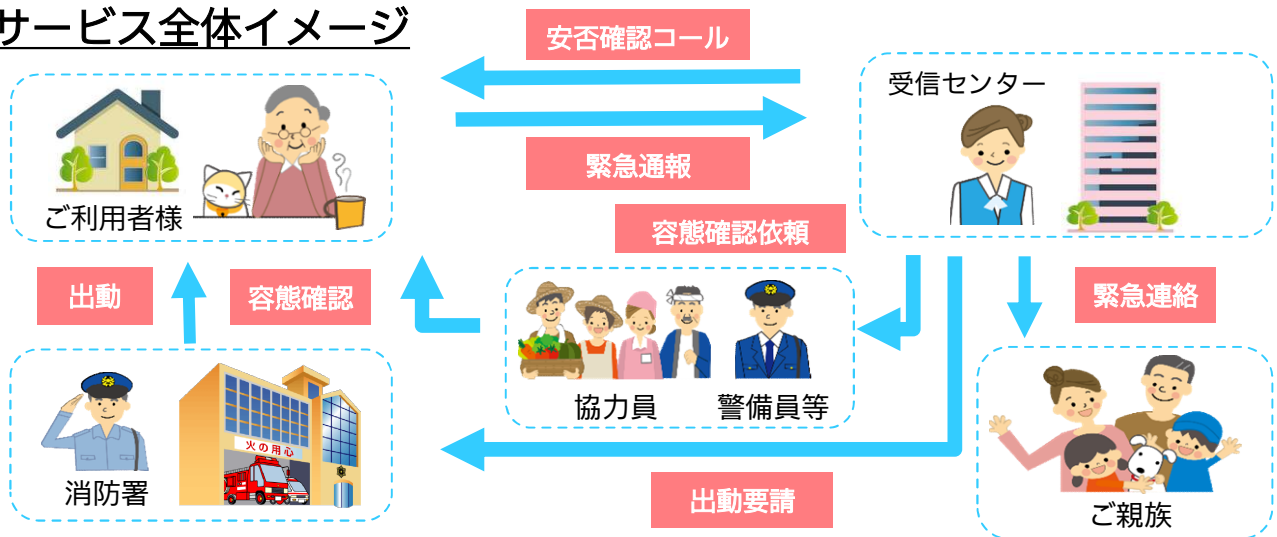 サービス全体イメージ
安否確認コール
受信センター
緊急通報
ご利用者様
容態確認依頼
出動
容態確認
緊急連絡
協力員
警備員等
火の用心
消防署
出動要請
ご親族